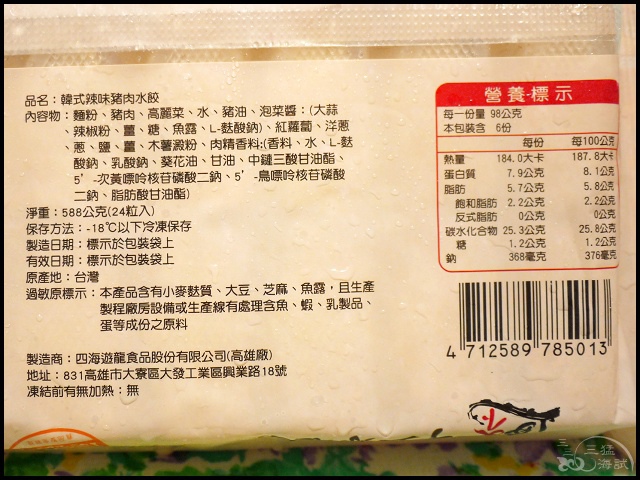 品名：韓式辣味豬肉水餃
內容物：麵粉、豬肉、高麗菜、水、豬油、泡菜醬：(大蒜
、辣椒粉、薑、糖、魚露、L-麩酸鈉)、紅蘿蔔、洋蔥
、蔥、鹽、薑、木薯澱粉、肉精香料:(香料、水、L-麩
酸鈉、乳酸鈉、葵花油、甘油、中鏈三酸甘油酯、
5'-次黃嘌呤核苷磷酸二鈉、5'-鳥嘌呤核苷磷酸
二鈉、脂肪酸甘油酯)
淨重：588公克(24粒入)
保存方法：-18℃以下冷凍保存
製造日期：標示於包裝袋上
有效日期：標示於包裝袋上
原產地：台灣
過敏原標示：本產品含有小麥麩質、大豆、芝麻、魚露，且生產
製程廠房設備或生產線有處理含魚、蝦、乳製品、
蛋等成份之原料
製造商：四海遊龍食品股份有限公司(高雄廠)
地址：831高雄市大寮區大發工業區興業路18號
凍結前有無加熱：無
營養標示
每一份量 98公克
本包裝含 6份
每份 每100公克
熱量 184.0大卡 187.8大卡
蛋白質 7.9公克 8.1公克
脂肪 5.7公克 5.8公克
飽和脂肪 2.2公克 2.2公克
反式脂肪 0公克 0公克
碳水化合物 25.3公克 25.8公克
糖 1.2公克 1.2公克
鈉 368毫克 376毫克
4 712589 785013
三猛
海試